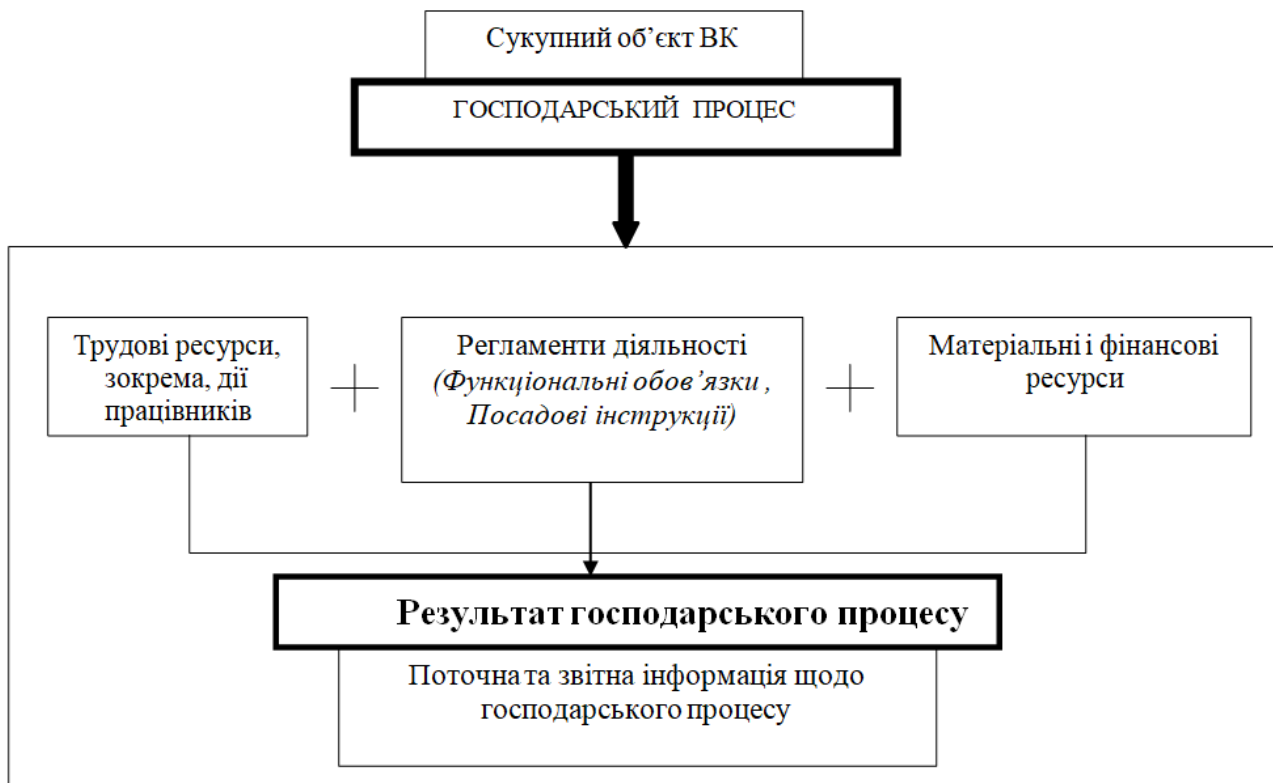 Сукупний об’єкт ВК
ГОСПОДАРСЬКИЙ ПРОЦЕС
Трудові ресурси,
зокрема, дії
працівників
Регламенти діяльності
(Функціональні обов’язки ,
Посадові інструкції)
Матеріальні і фінансові
ресурси
Результат господарського процесу
Поточна та звітна інформація щодо
господарського процесу